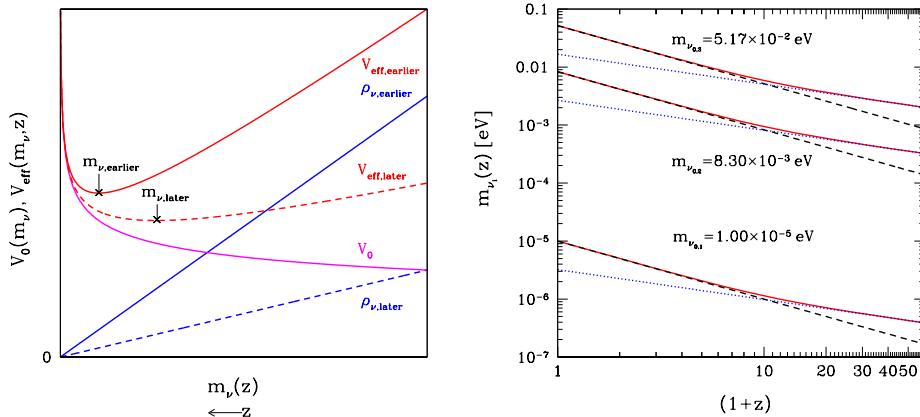 V₀(m_ν), V_eff(m_ν,z)
V_eff,earlier
ρ_ν,earlier
m_ν,earlier
m_ν,later
V_eff,later
V₀
ρ_ν,later
0
m_ν(z)
←z
m_νᵢ(z) [eV]
0.1
0.01
10⁻³
10⁻⁴
10⁻⁵
10⁻⁶
10⁻⁷
m_ν₀,₃=5.17×10⁻² eV
m_ν₀,₂=8.30×10⁻³ eV
m_ν₀,₁=1.00×10⁻⁵ eV
1 10 20 30 40 50
(1+z)